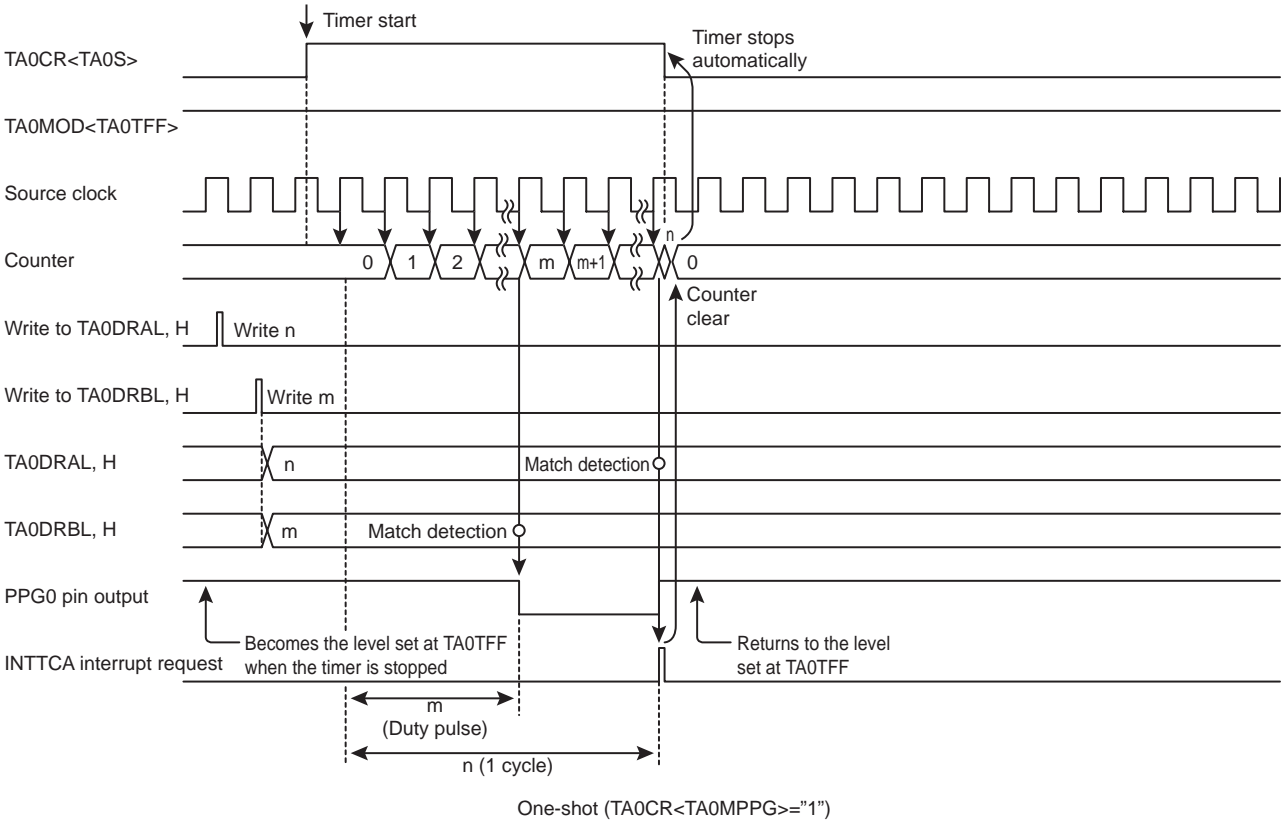 Timer start
TA0CR<TA0S>
Timer stops
automatically
TA0MOD<TA0TFF>
Source clock
n
Counter
0 1 2 m m+1 0
Counter
clear
Write to TA0DRAL, H
Write n
Write to TA0DRBL, H
Write m
TA0DRAL, H
n
Match detection
TA0DRBL, H
m
Match detection
PPG0 pin output
Becomes the level set at TA0TFF
when the timer is stopped
Returns to the level
set at TA0TFF
INTTCA interrupt request
m
(Duty pulse)
n (1 cycle)
One-shot (TA0CR<TA0MPPG>=”1”)